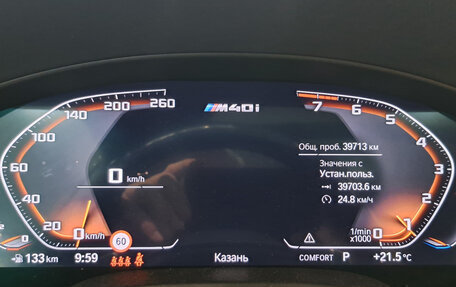 260
220
200
180
140
100
60
20
0 km/h
0 km/h
60
M40i
7
6
5
4
3
2
1
0
1/min
x1000
Общ. проб. 39713 км
Значения с
Устан.польз.
39703.6 км
24.8 км/ч
133 km
9:59
Казань
COMFORT P
+21.5°C